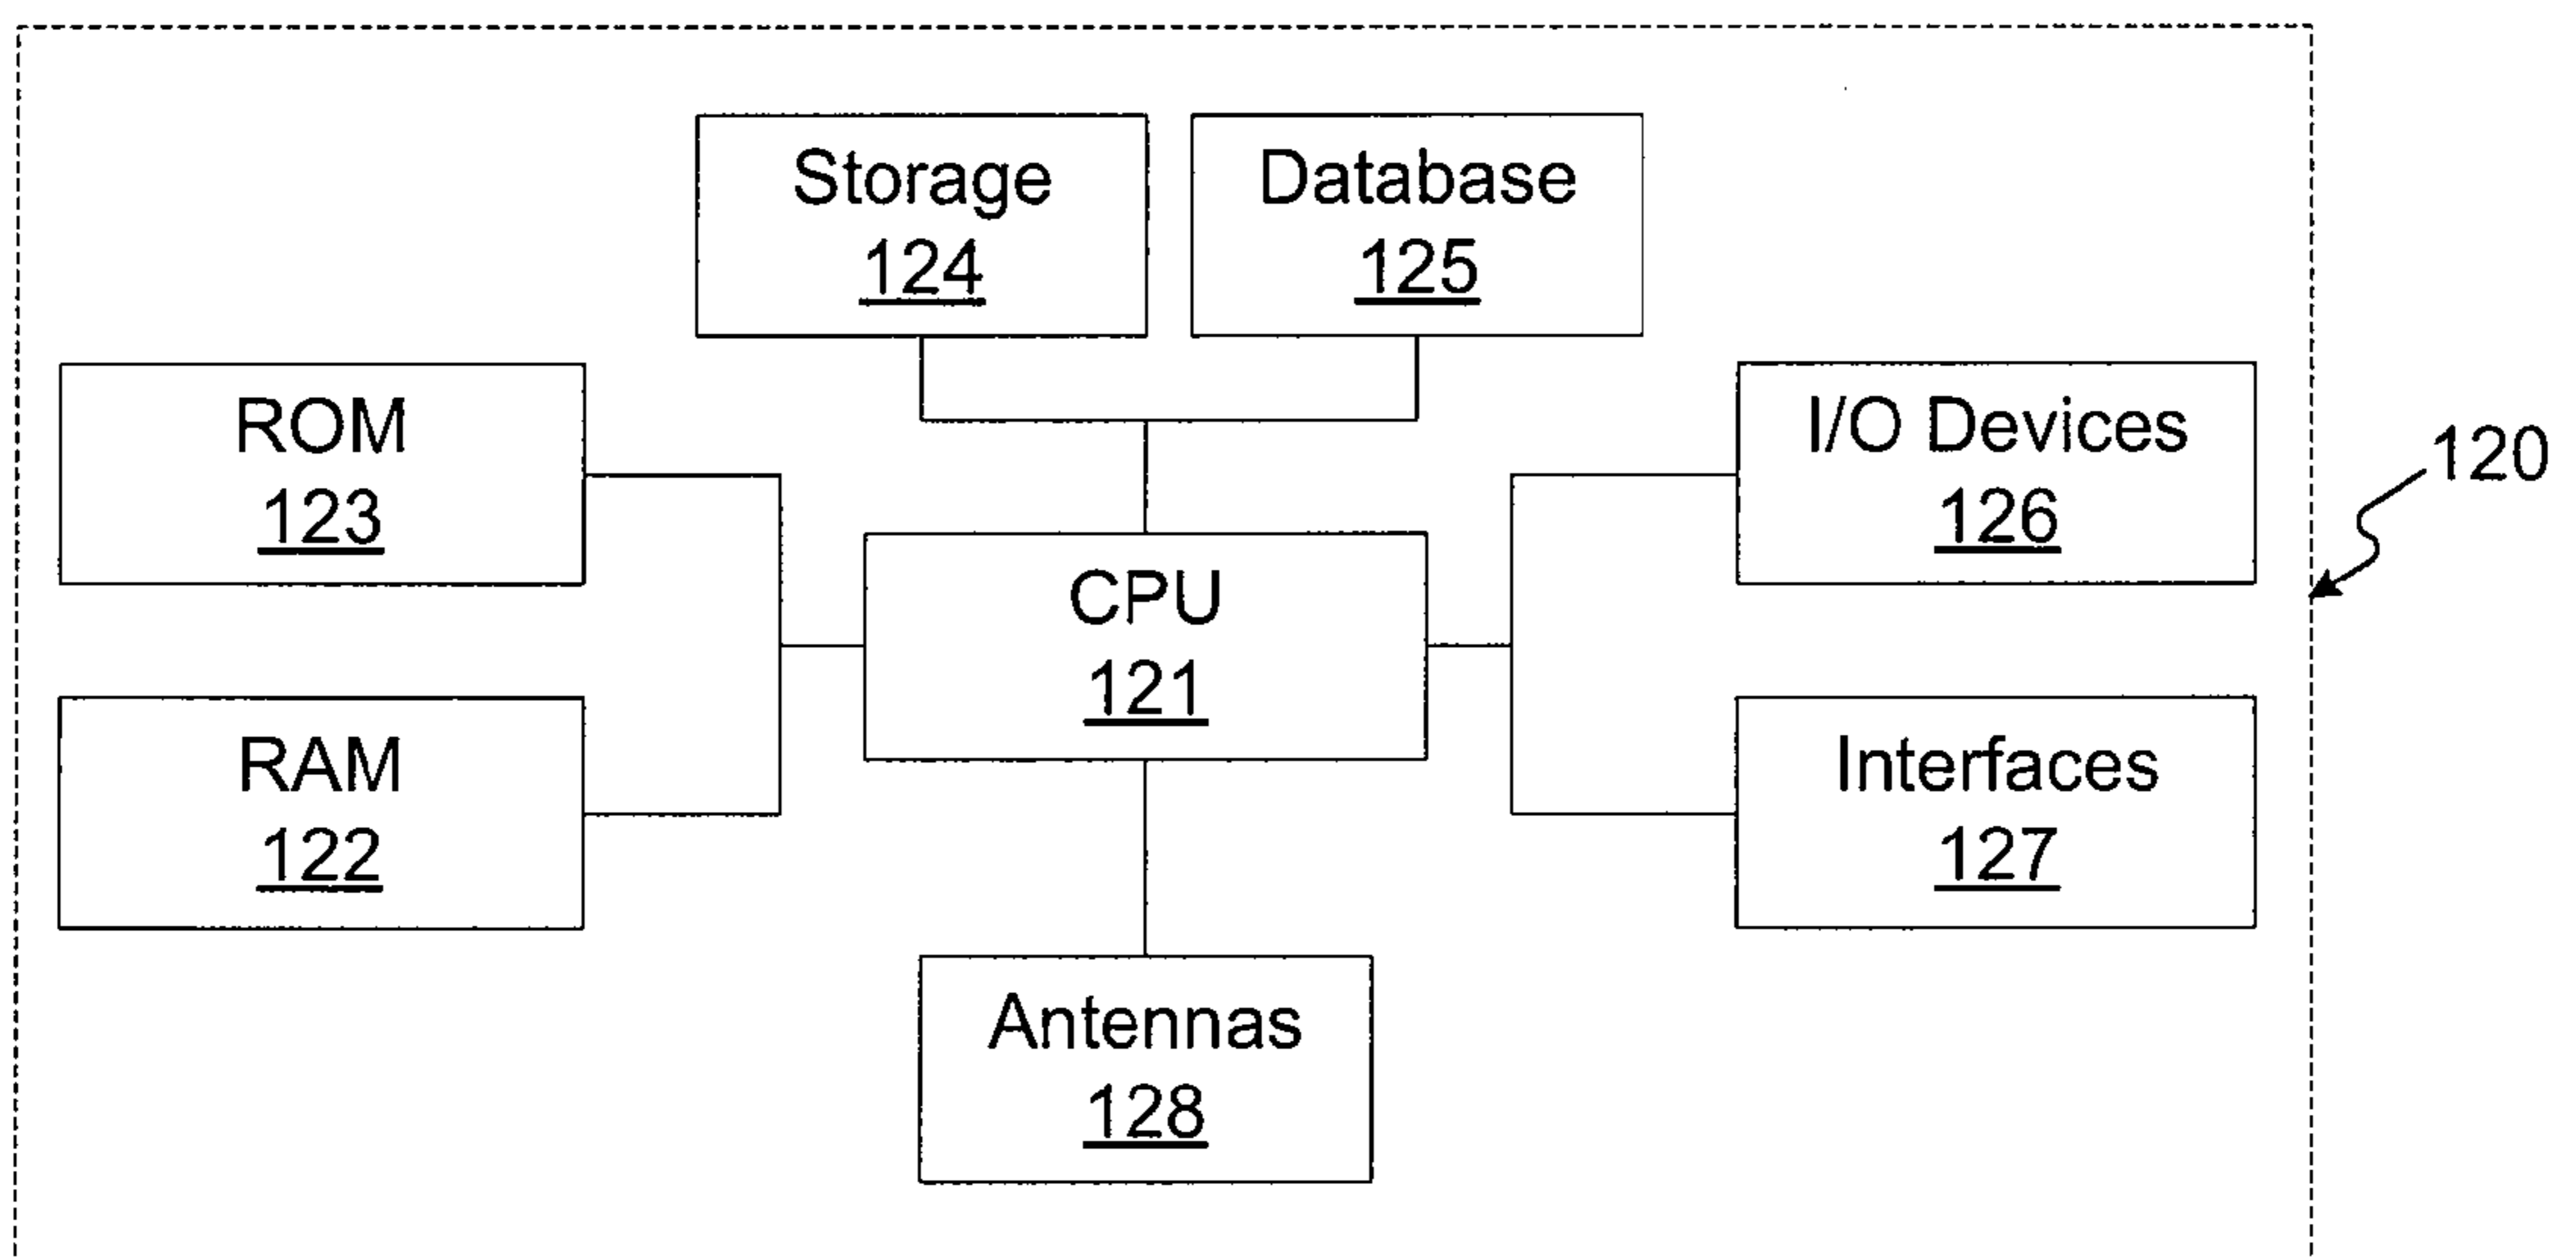 Storage
124
Database
125
ROM
123
I/O Devices
126
120
CPU
121
RAM
122
Interfaces
127
Antennas
128